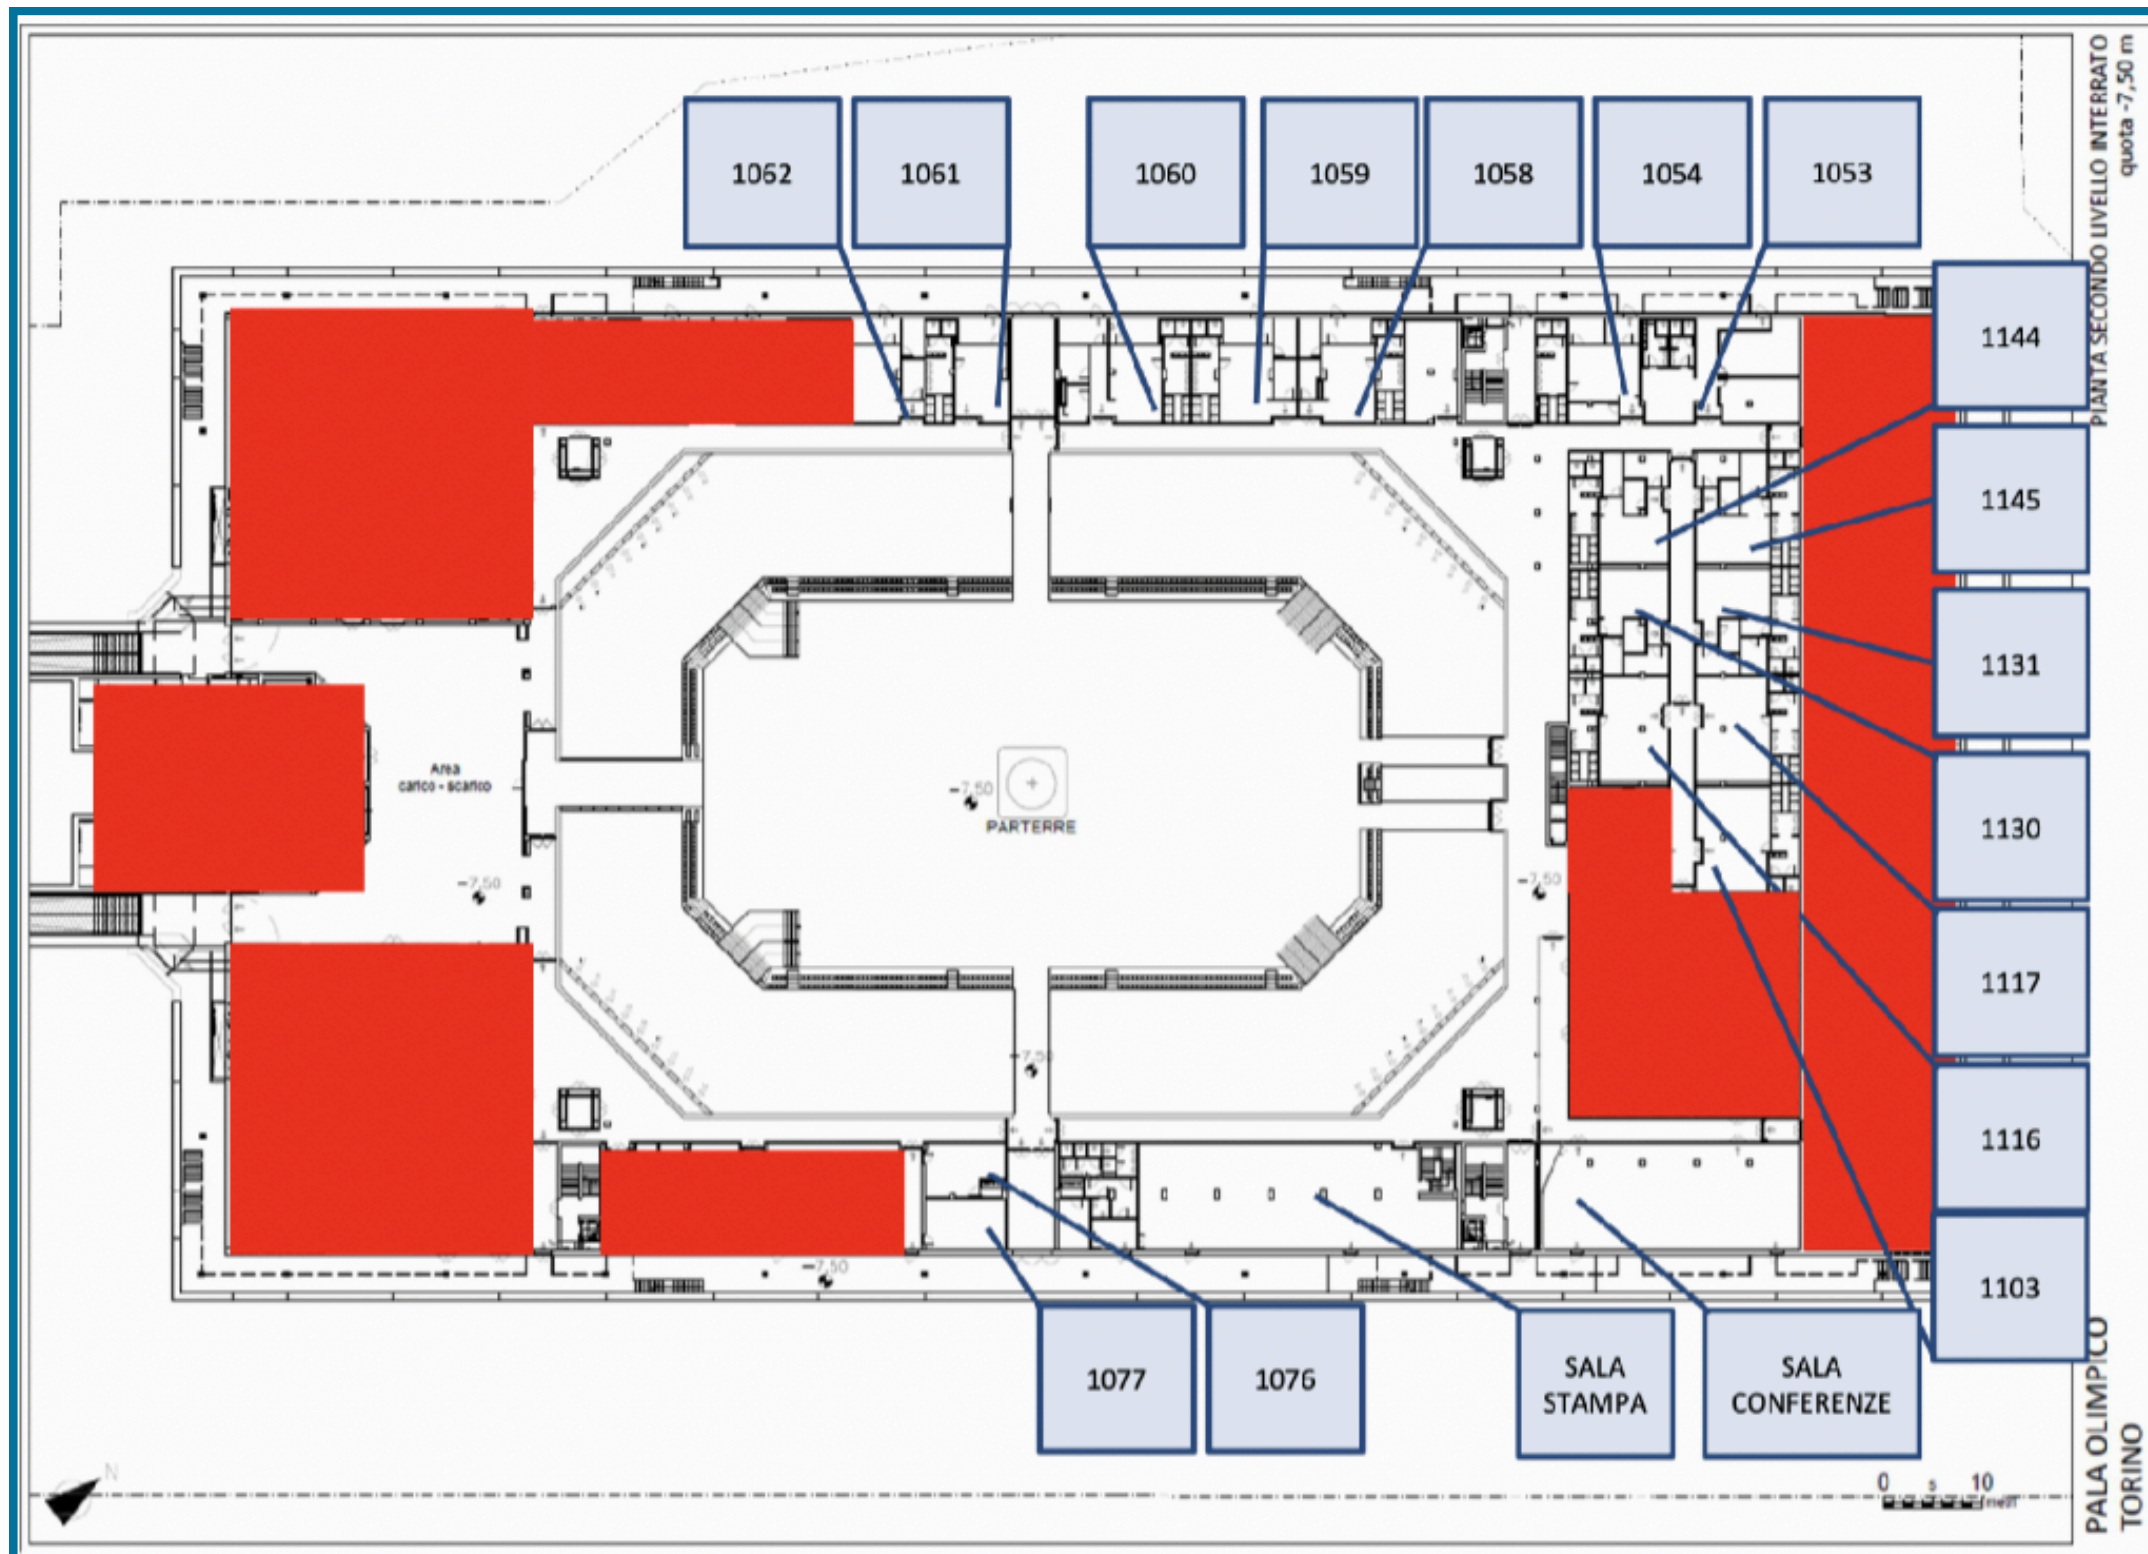 1062
1061
1060
1059
1058
1054
1053
PIANTA SECONDO LIVELLO INTERRATO
quota -7,50 m
1144
1145
1131
1130
1117
1116
1103
Area
carico - scarico
-7,50
PARTERRE
-7,50
-7,50
-7,50
-7,50
1077
1076
SALA
STAMPA
SALA
CONFERENZE
N
0 5 10
metri
PALA OLIMPICO
TORINO